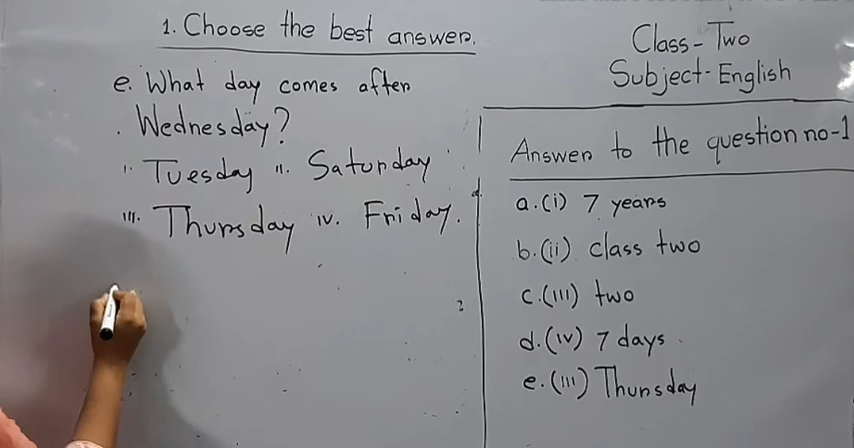 1. Choose the best answer.
e. What day comes after
Wednesday?
i. Tuesday ii. Saturday
iii. Thursday iv. Friday.
Class-Two
Subject-English
Answer to the question no-1
a.(i) 7 years
b.(ii) class two
c.(iii) two
d.(iv) 7 days
e.(iii) Thursday